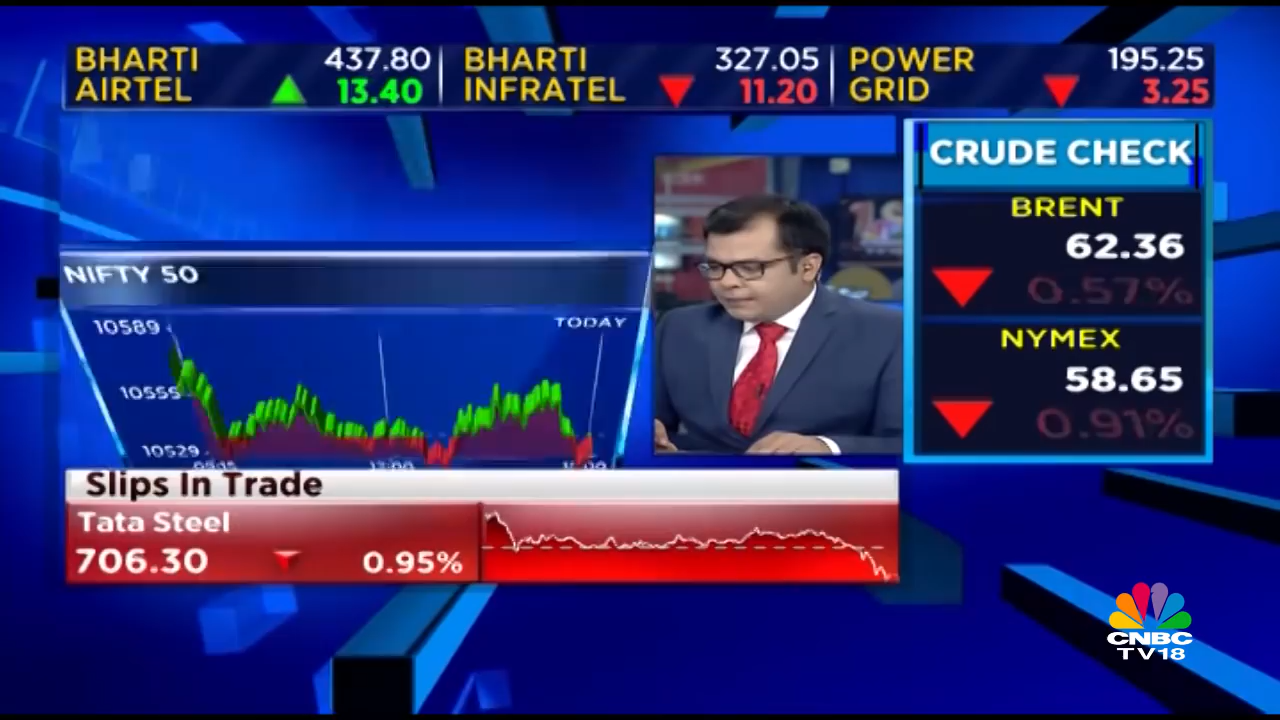 BHARTI AIRTEL 437.80 13.40
BHARTI INFRATEL 327.05 11.20
POWER GRID 195.25 3.25
CRUDE CHECK
BRENT
62.36
0.57%
NYMEX
58.65
0.91%
NIFTY 50
TODAY
10589
10555
10529
Slips In Trade
Tata Steel
706.30 0.95%
CNBC
TV18